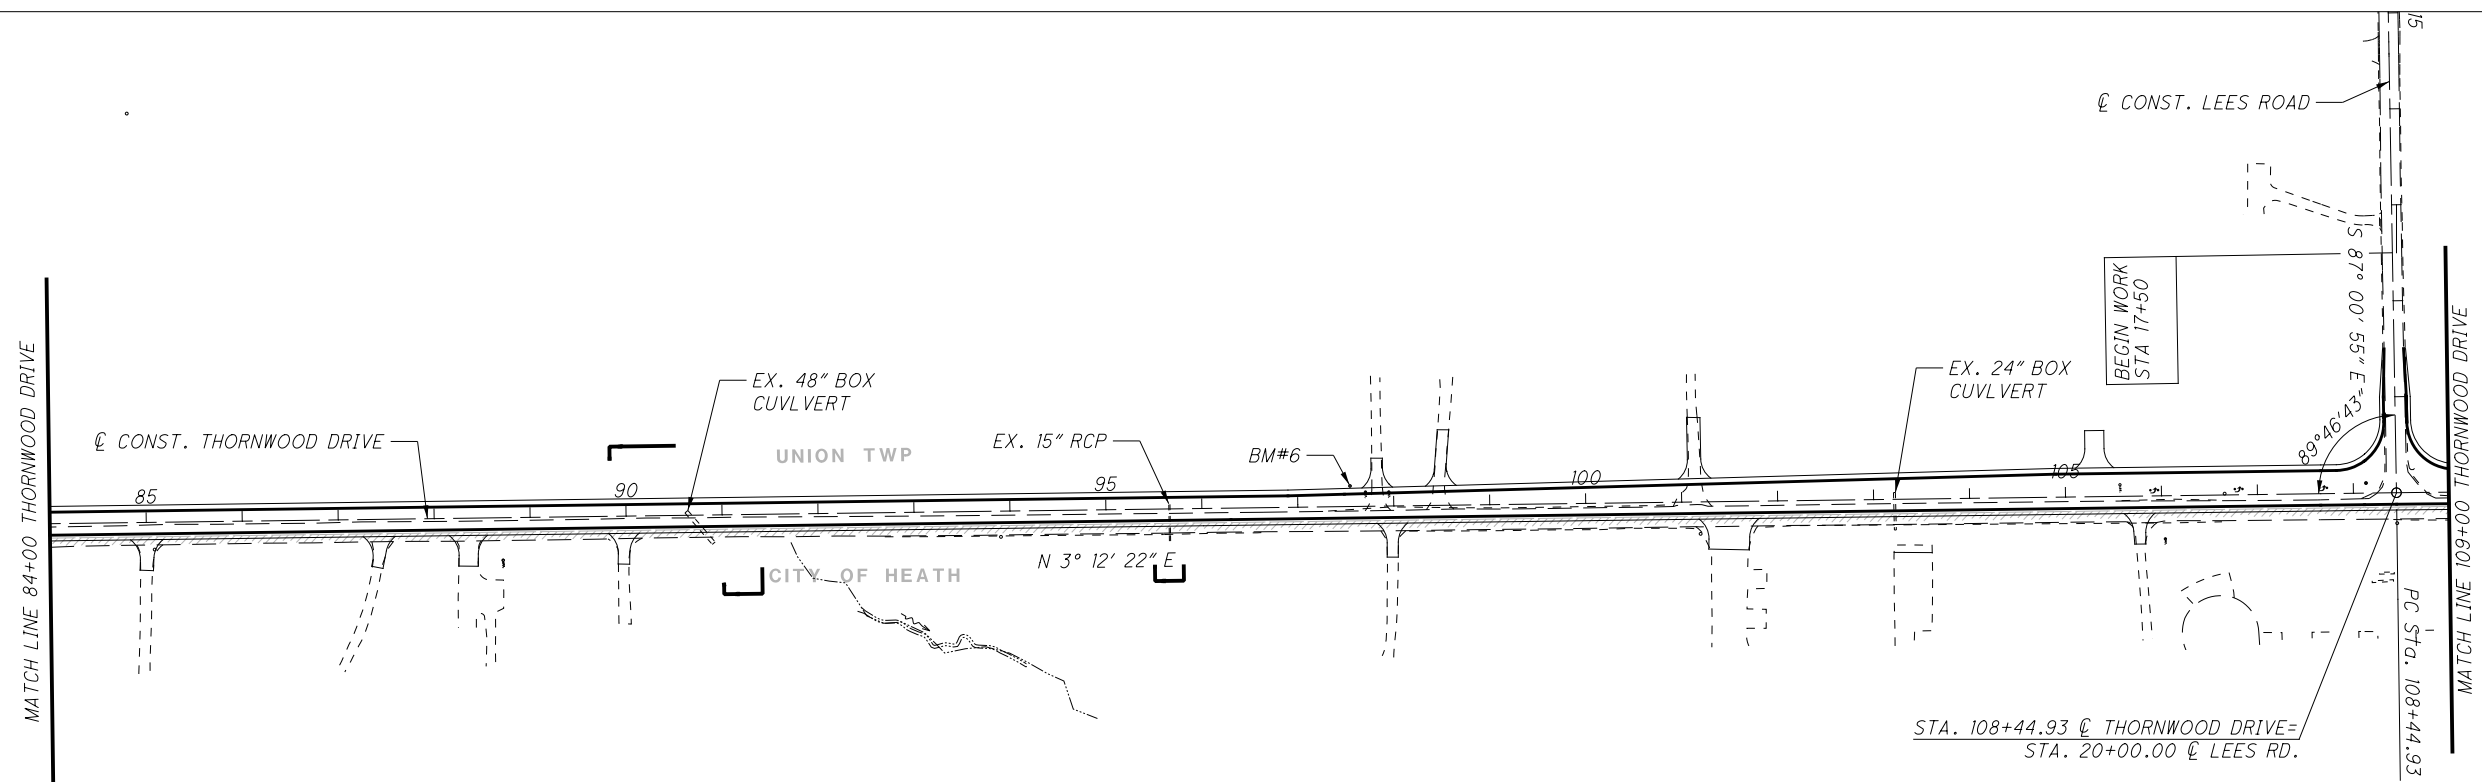 15
℄ CONST. LEES ROAD
S 87° 00' 55" E
BEGIN WORK
STA 17+50
MATCH LINE 84+00 THORNWOOD DRIVE
MATCH LINE 109+00 THORNWOOD DRIVE
EX. 48" BOX
CUVLVERT
EX. 24" BOX
CUVLVERT
89°46'43"
℄ CONST. THORNWOOD DRIVE
UNION TWP
EX. 15" RCP
BM#6
85
90
95
100
105
N 3° 12' 22" E
CITY OF HEATH
PC Sta. 108+44.93
STA. 108+44.93 ℄ THORNWOOD DRIVE=
STA. 20+00.00 ℄ LEES RD.